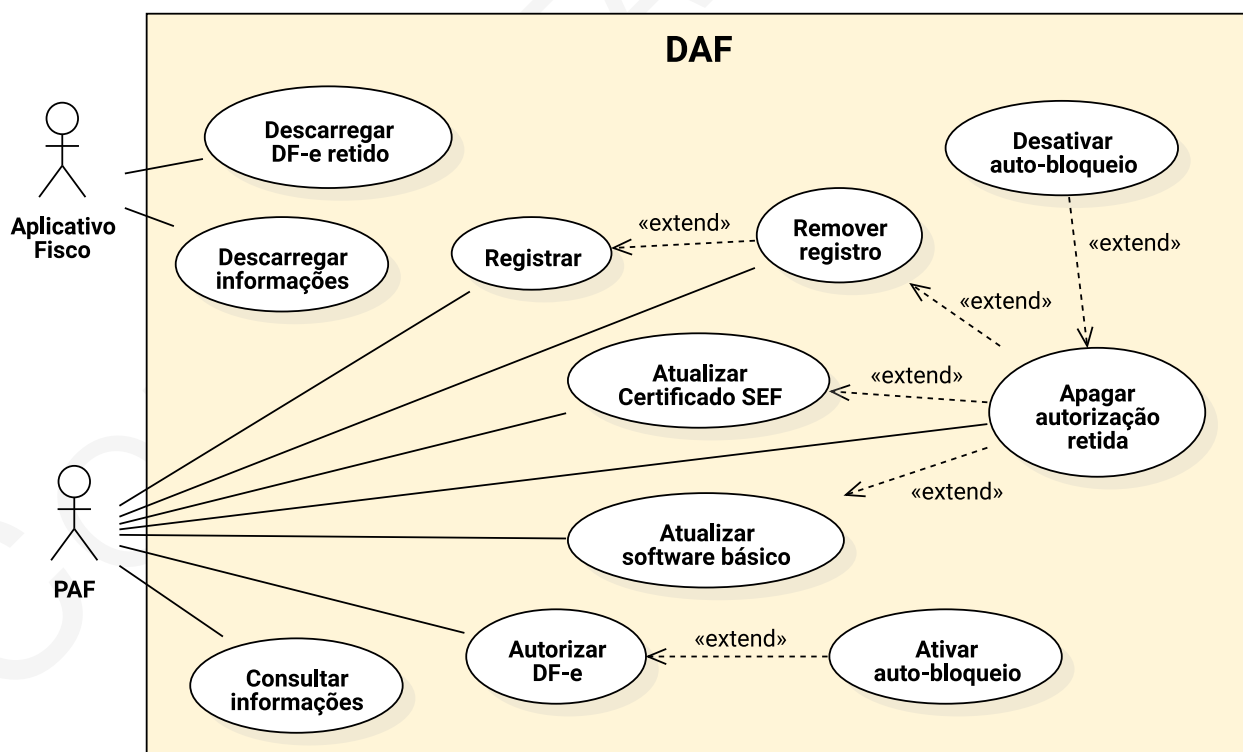 DAF
Descarregar
DF-e retido
Desativar
auto-bloqueio
Aplicativo
Fisco
Descarregar
informações
Registrar
«extend»
Remover
registro
«extend»
«extend»
Atualizar
Certificado SEF
«extend»
Apagar
autorização
retida
«extend»
PAF
Atualizar
software básico
Consultar
informações
Autorizar
DF-e
«extend»
Ativar
auto-bloqueio